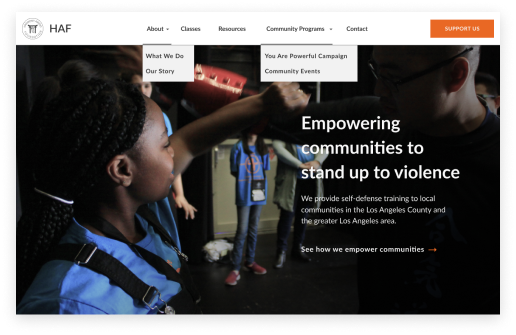 HAF
About
Classes
Resources
Community Programs
Contact
SUPPORT US
What We Do
Our Story
You Are Powerful Campaign
Community Events
Empowering
communities to
stand up to violence
We provide self-defense training to local
communities in the Los Angeles County and
the greater Los Angeles area.
See how we empower communities →